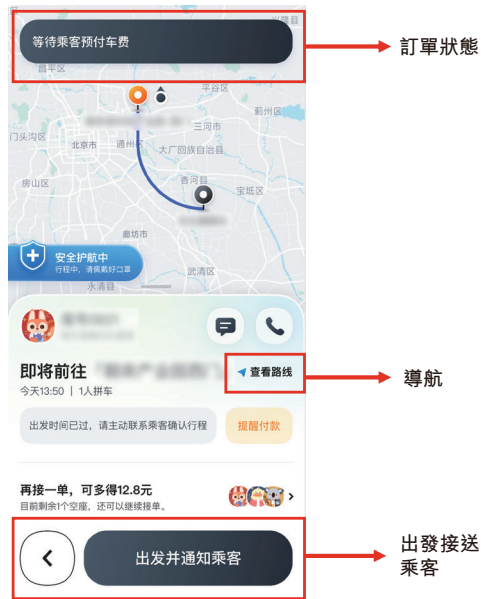 兴隆县
等待乘客预付车费
訂單狀態
昌平区
平谷区
蓟州区
门头沟区
三河市
北京市
通州区
大厂回族自治县
香河县
房山区
宝坻区
廊坊市
安全护航中
行程中，请佩戴好口罩
武清区
永清县
即将前往
查看路线
導航
今天13:50 | 1人拼车
出发时间已过，请主动联系乘客确认行程
提醒付款
再接一单，可多得12.8元
目前剩余1个空座，还可以继续接单。
出发并通知乘客
出發接送
乘客